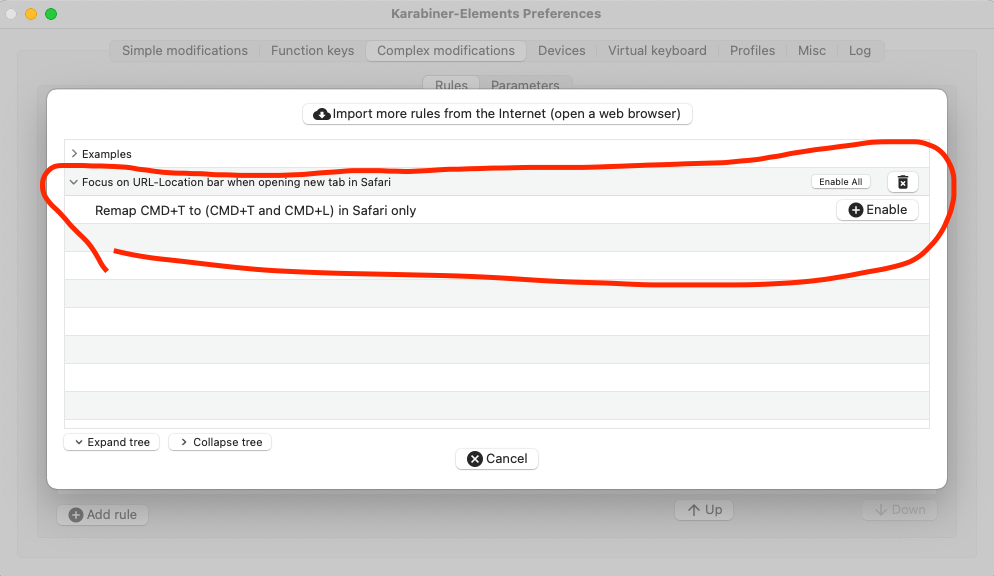 Karabiner-Elements Preferences
Simple modifications Function keys Complex modifications Devices Virtual keyboard Profiles Misc Log
Rules Parameters
Import more rules from the Internet (open a web browser)
Examples
Focus on URL-Location bar when opening new tab in Safari Enable All
Remap CMD+T to (CMD+T and CMD+L) in Safari only Enable
Expand tree Collapse tree
Cancel
Add rule Up Down